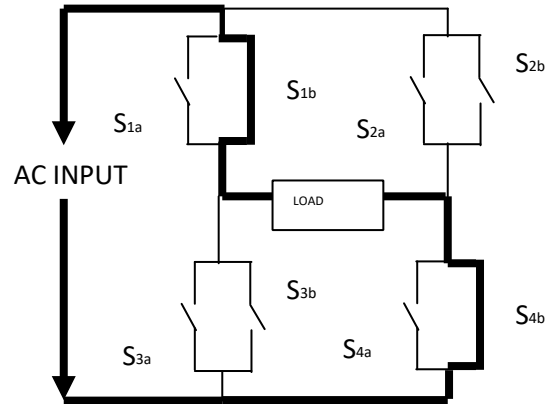 S1a
S1b
S2a
S2b
AC INPUT
LOAD
S3a
S3b
S4a
S4b